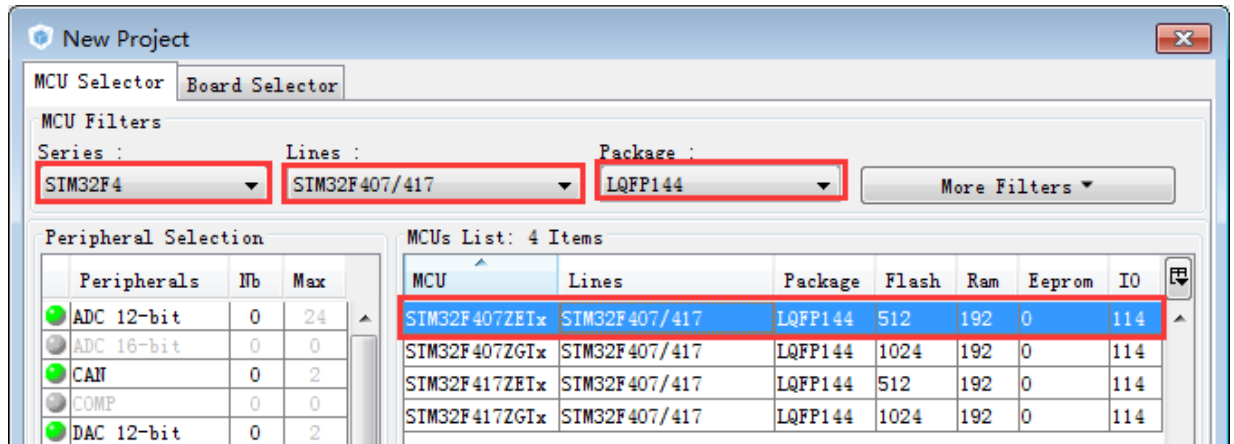 New Project
MCU Selector Board Selector
MCU Filters
Series : Lines : Package :
STM32F4 STM32F407/417 LQFP144 More Filters
Peripheral Selection MCUs List: 4 Items
Peripherals Nb Max MCU Lines Package Flash Ram Eeprom IO
ADC 12-bit 0 24 STM32F407ZETx STM32F407/417 LQFP144 512 192 0 114
ADC 16-bit 0 0 STM32F407ZGTx STM32F407/417 LQFP144 1024 192 0 114
CAN 0 2 STM32F417ZETx STM32F407/417 LQFP144 512 192 0 114
COMP 0 0 STM32F417ZGTx STM32F407/417 LQFP144 1024 192 0 114
DAC 12-bit 0 2